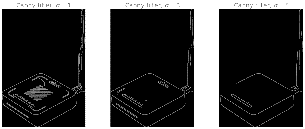 Canny filter, σ = Canny filter, σ = Canny filter, σ =